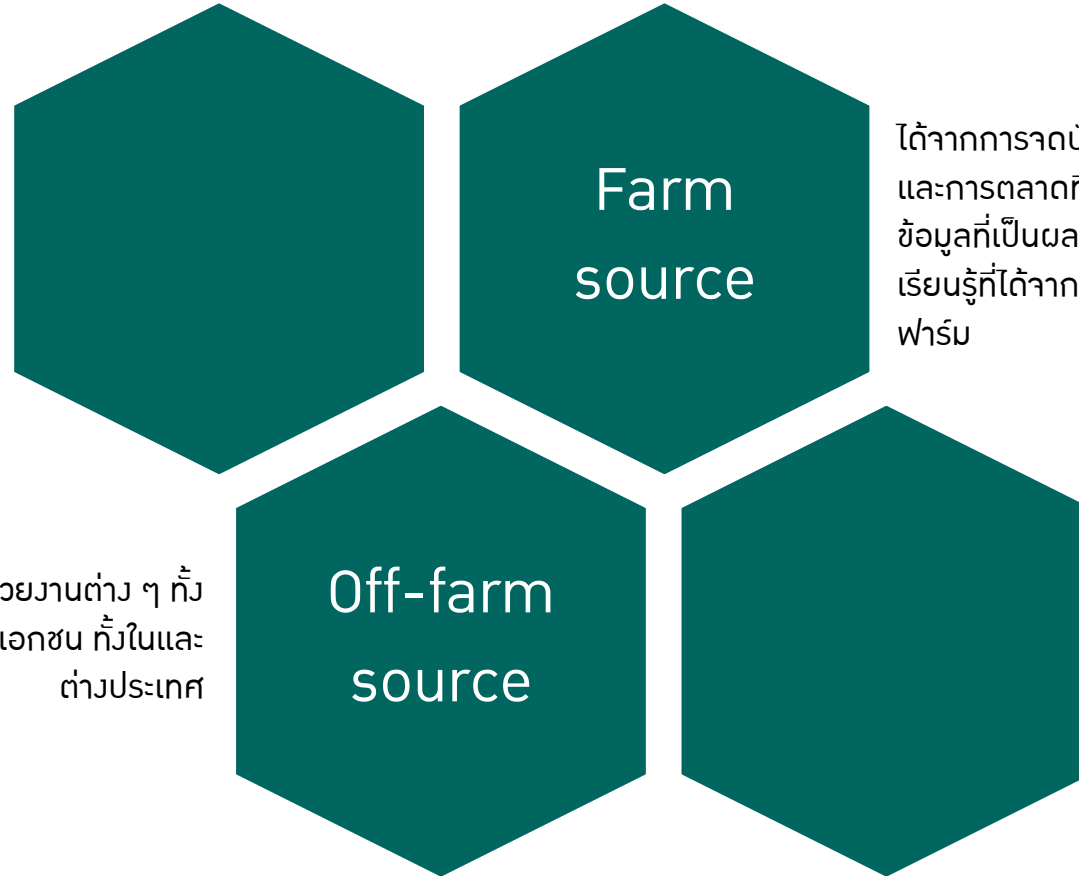 Farm
source
ได้จากการจด
และการตลาด
ข้อมูลที่เป็นผล
เรียนรู้ที่ได้จาก
ฟาร์ม
Off-farm
source
วยงานต่าง ๆ ทั้ง
เอกชน ทั้งในและ
ต่างประเทศ